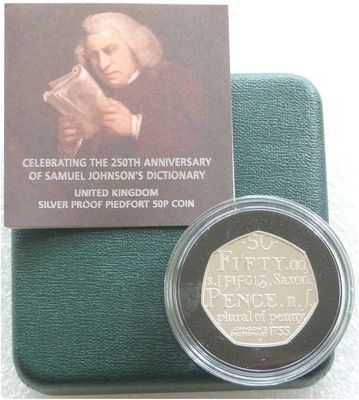 CELEBRATING THE 250TH ANNIVERSARY
OF SAMUEL JOHNSON'S DICTIONARY
UNITED KINGDOM
SILVER PROOF PIEDFORT 50P COIN
·50·
FIFTY. ad
s. [FIFTIG, Saxon
PENCE. n. ſ.
plural of penny.
JOHNSON'S
DICTIONARY 1755